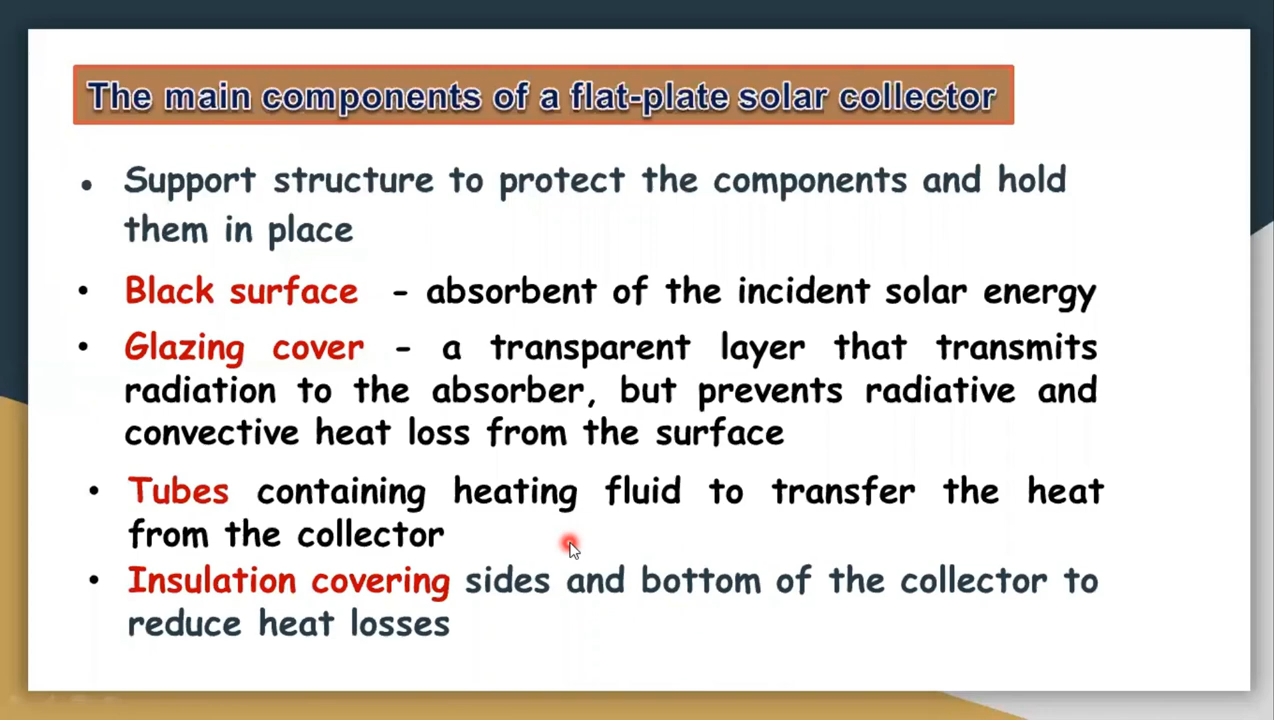 The main components of a flat-plate solar collector
• Support structure to protect the components and hold
them in place
• Black surface - absorbent of the incident solar energy
• Glazing cover - a transparent layer that transmits
radiation to the absorber, but prevents radiative and
convective heat loss from the surface
• Tubes containing heating fluid to transfer the heat
from the collector
• Insulation covering sides and bottom of the collector to
reduce heat losses